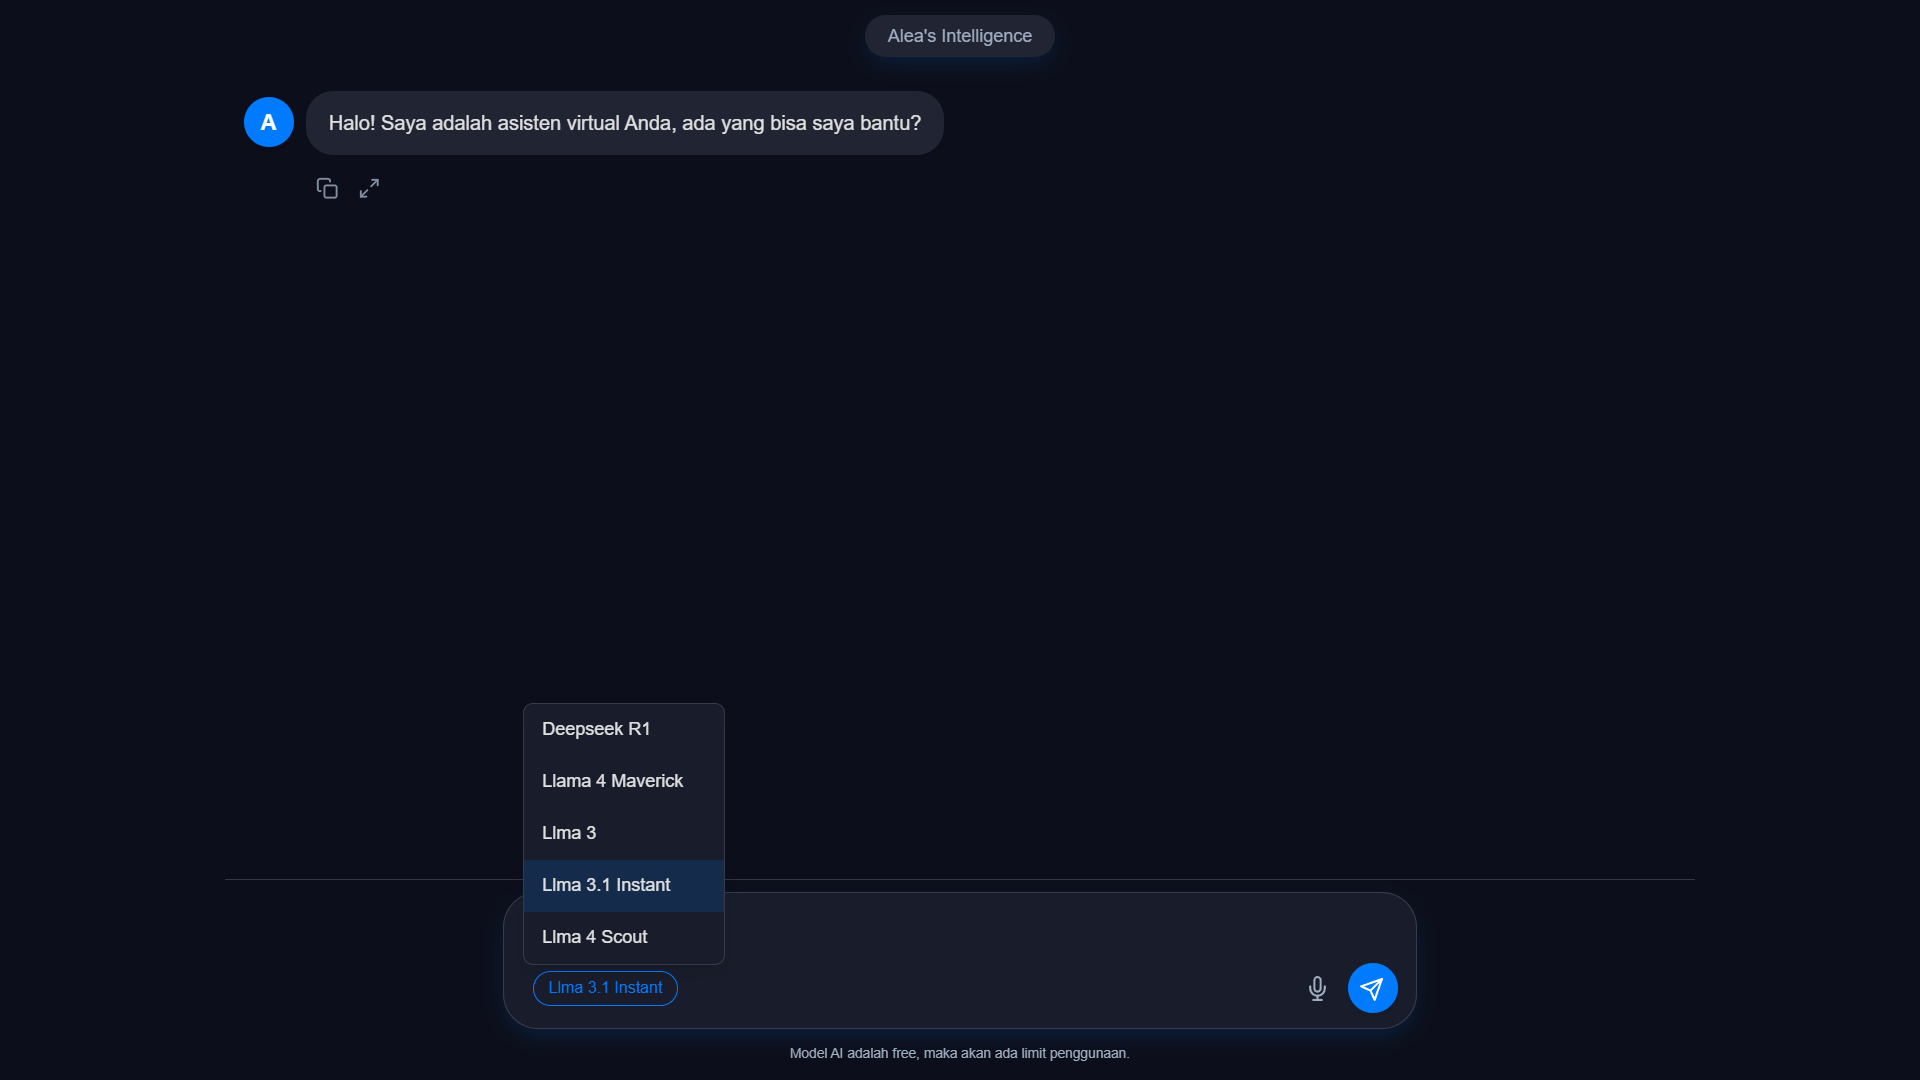 Alea's Intelligence
A
Halo! Saya adalah asisten virtual Anda, ada yang bisa saya bantu?
Deepseek R1
Llama 4 Maverick
Llma 3
Llma 3.1 Instant
Llma 4 Scout
Llma 3.1 Instant
Model AI adalah free, maka akan ada limit penggunaan.